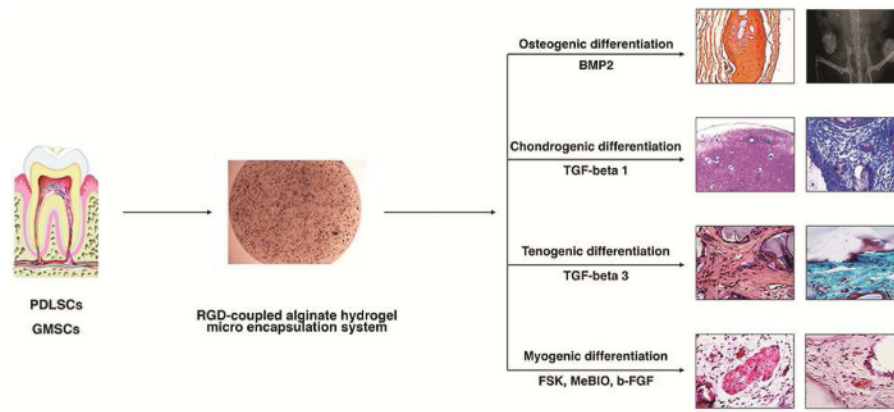 PDLSCs
GMSCs
RGD-coupled alginate hydrogel
micro encapsulation system
Osteogenic differentiation
BMP2
Chondrogenic differentiation
TGF-beta 1
Tenogenic differentiation
TGF-beta 3
Myogenic differentiation
FSK, MeBIO, b-FGF